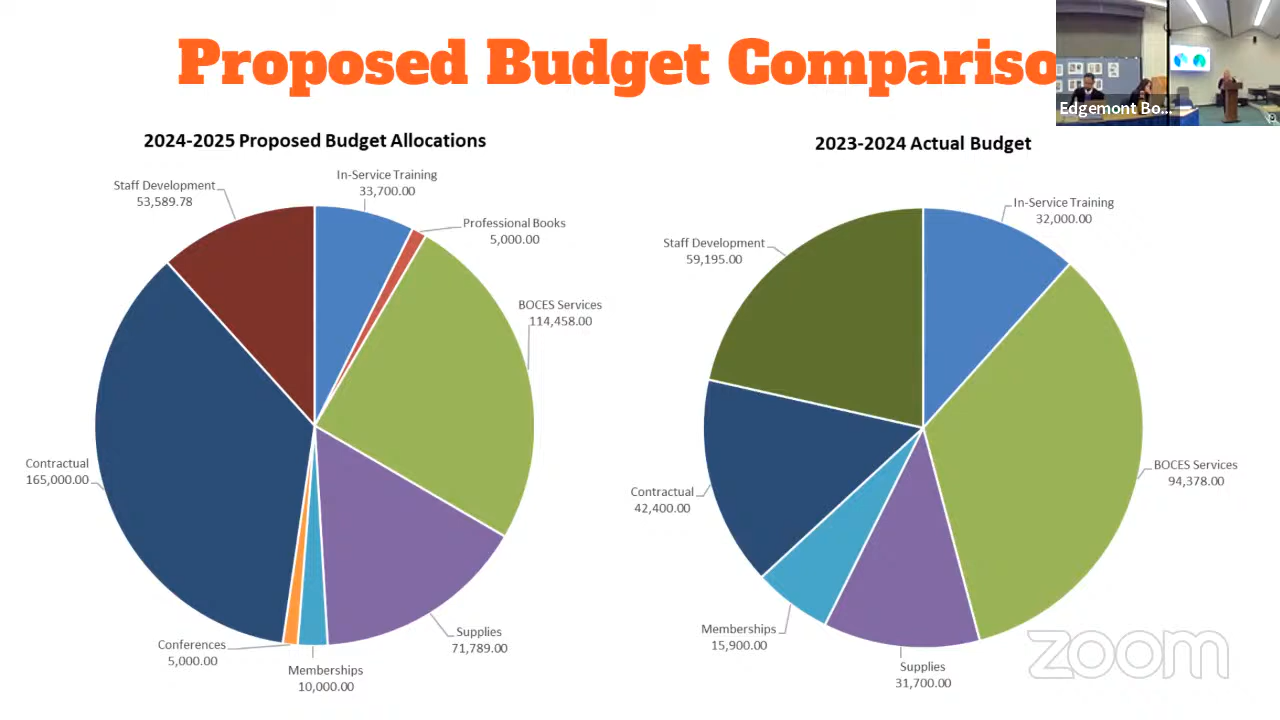 Proposed Budget Compariso
Edgemont Bo...
2024-2025 Proposed Budget Allocations
In-Service Training
33,700.00
Professional Books
5,000.00
BOCES Services
114,458.00
Supplies
71,789.00
Memberships
10,000.00
Conferences
5,000.00
Contractual
165,000.00
Staff Development
53,589.78
2023-2024 Actual Budget
In-Service Training
32,000.00
BOCES Services
94,378.00
Supplies
31,700.00
Memberships
15,900.00
Contractual
42,400.00
Staff Development
59,195.00
zoom